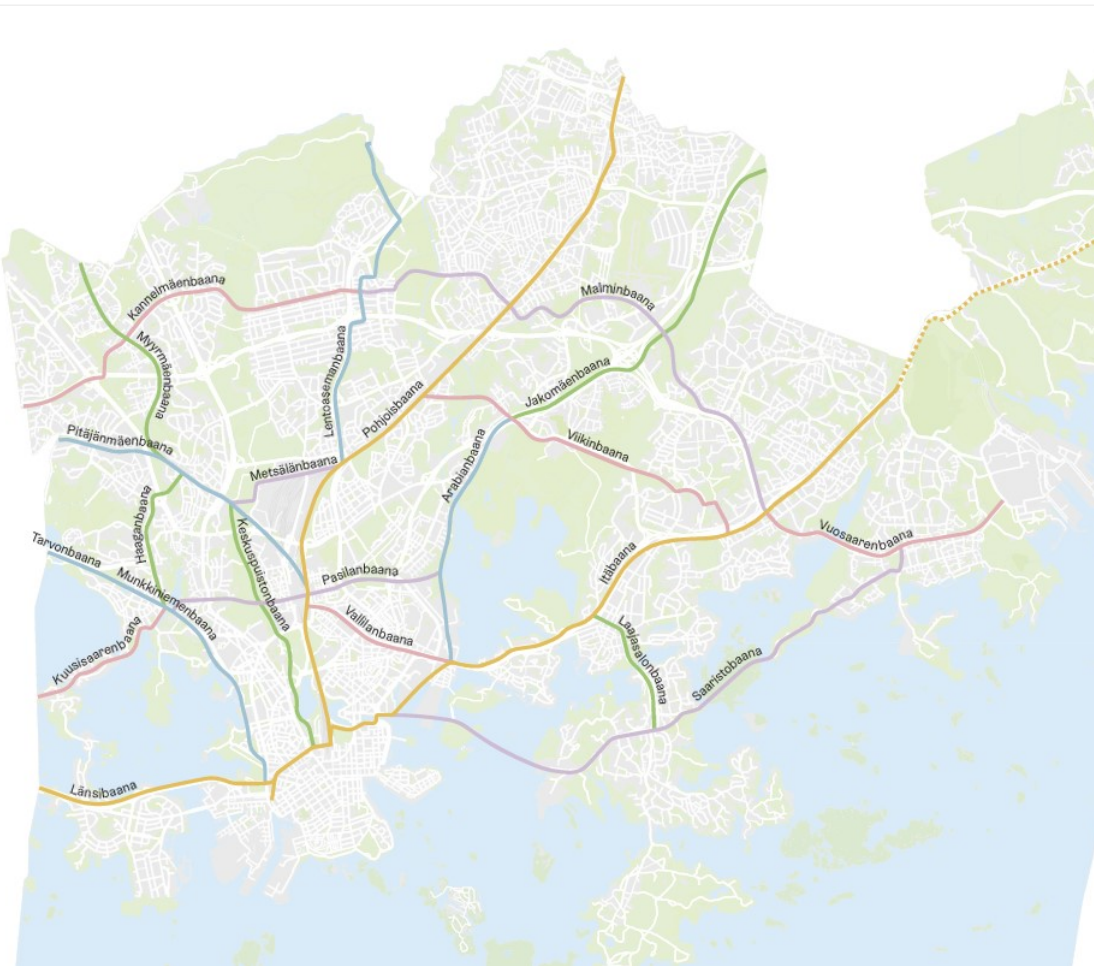 Kannelmäenbaana
Malminbaana
Myyrmäenbaana
Lentoasemanbaana
Jakomäenbaana
Pohjoisbaana
Pitäjänmäenbaana
Viikinbaana
Metsälänbaana
Arabianbaana
Haaganbaana
Keskuspuistonbaana
Vuosaarenbaana
Tarvonbaana
Itäbaana
Munkkiniemenbaana
Pasilanbaana
Vallilanbaana
Kuusisaarenbaana
Laajasalonbaana
Saaristobaana
Länsibaana